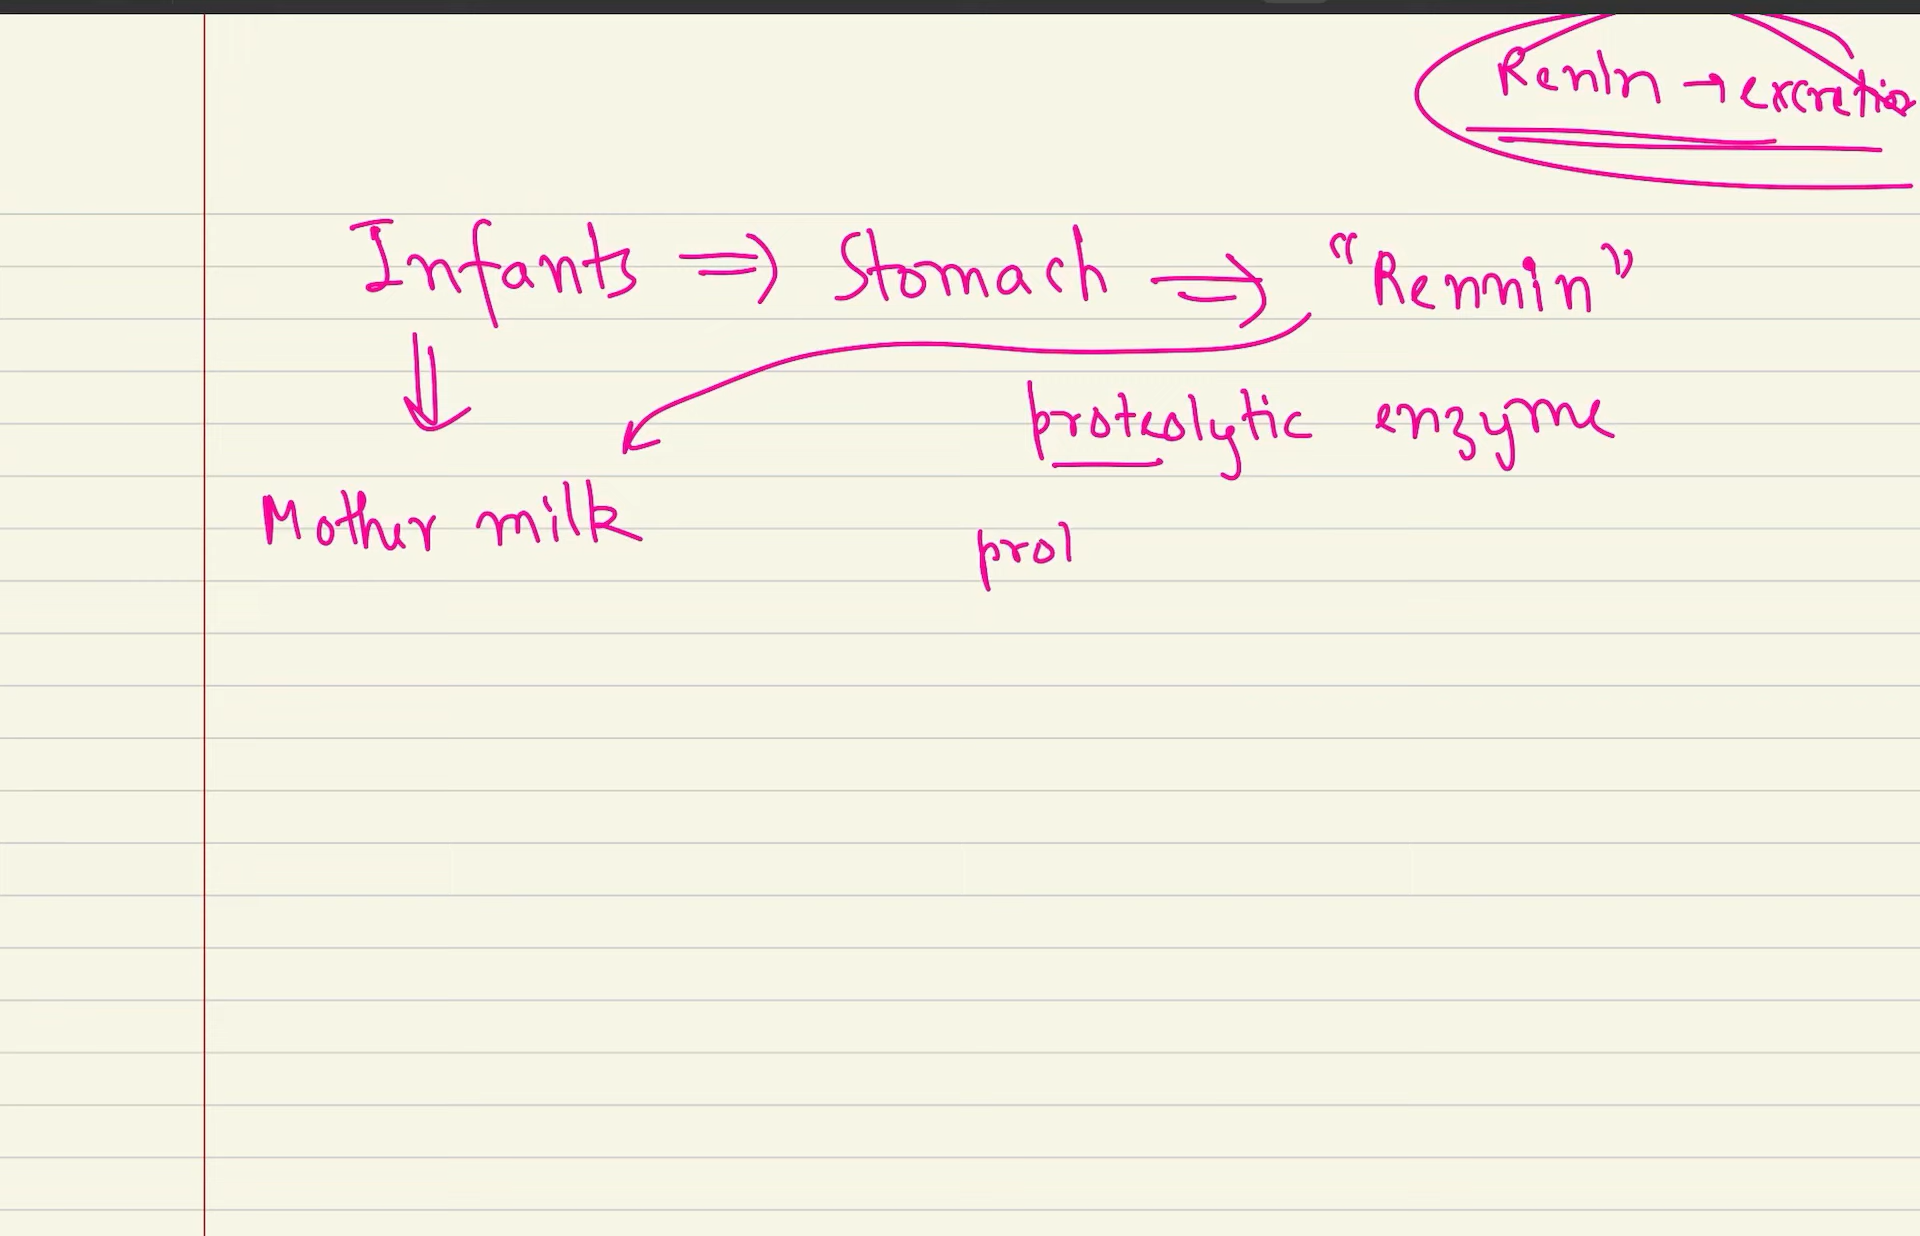 Renin → excretion
Infants ⇒ Stomach ⇒ "Rennin"
proteolytic enzyme
Mother milk
prol